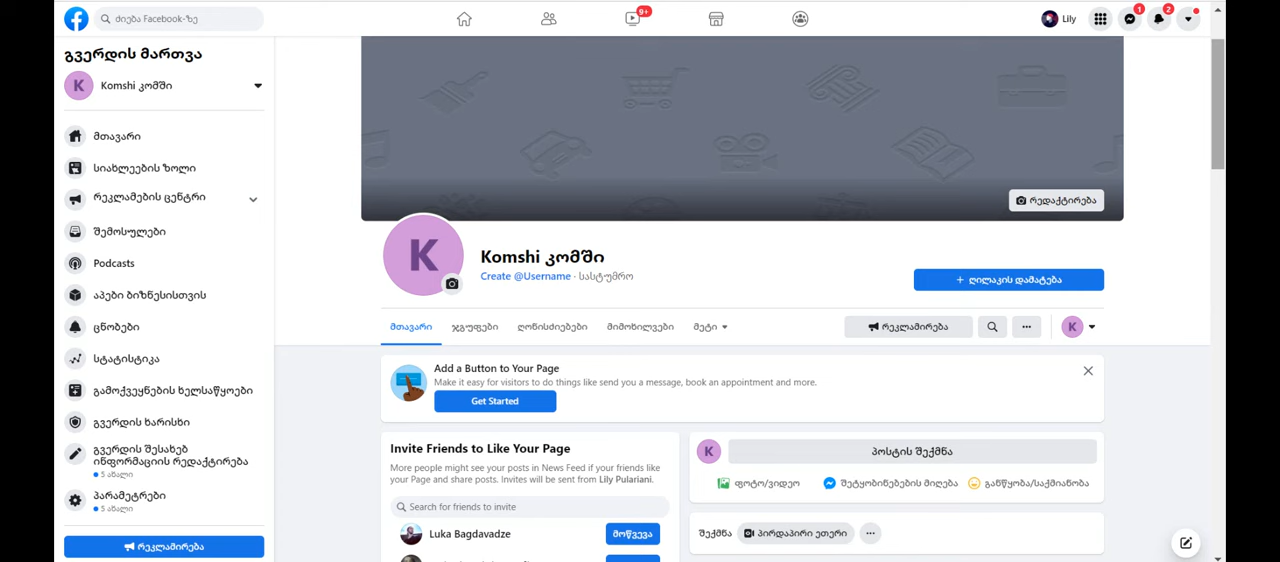 ძიება Facebook-ზე
9+
Lily
1
2
გვერდის მართვა
K
Komshi კომში
მთავარი
სიახლეების ზოლი
რეკლამების ცენტრი
შემოსულები
Podcasts
აპები ბიზნესისთვის
ცნობები
სტატისტიკა
გამოქვეყნების ხელსაწყოები
გვერდის ხარისხი
გვერდის შესახებ
ინფორმაციის რედაქტირება
5 ახალი
პარამეტრები
5 ახალი
რეკლამირება
რედაქტირება
K
Komshi კომში
Create @Username · სასტუმრო
+ ღილაკის დამატება
მთავარი
ჯგუფები
ღონისძიებები
მიმოხილვები
მეტი
რეკლამირება
K
Add a Button to Your Page
Make it easy for visitors to do things like send you a message, book an appointment and more.
Get Started
Invite Friends to Like Your Page
More people might see your posts in News Feed if your friends like
your Page and share posts. Invites will be sent from Lily Pulariani.
Search for friends to invite
Luka Bagdavadze
მოწვევა
K
პოსტის შექმნა
ფოტო/ვიდეო
შეტყობინებების მიღება
განწყობა/საქმიანობა
შექმნა
პირდაპირი ეთერი